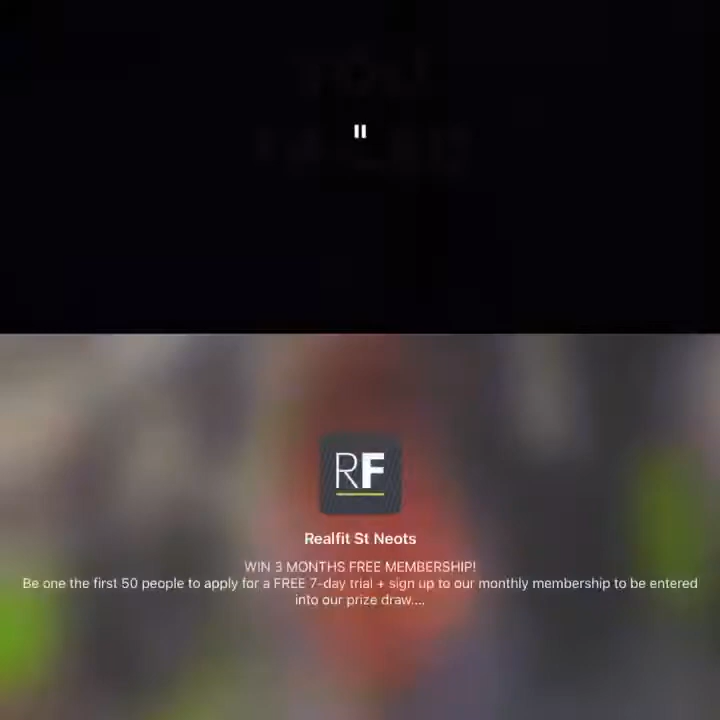 RF
Realfit St Neots
WIN 3 MONTHS FREE MEMBERSHIP!
Be one the first 50 people to apply for a FREE 7-day trial + sign up to our monthly membership to be entered
into our prize draw....